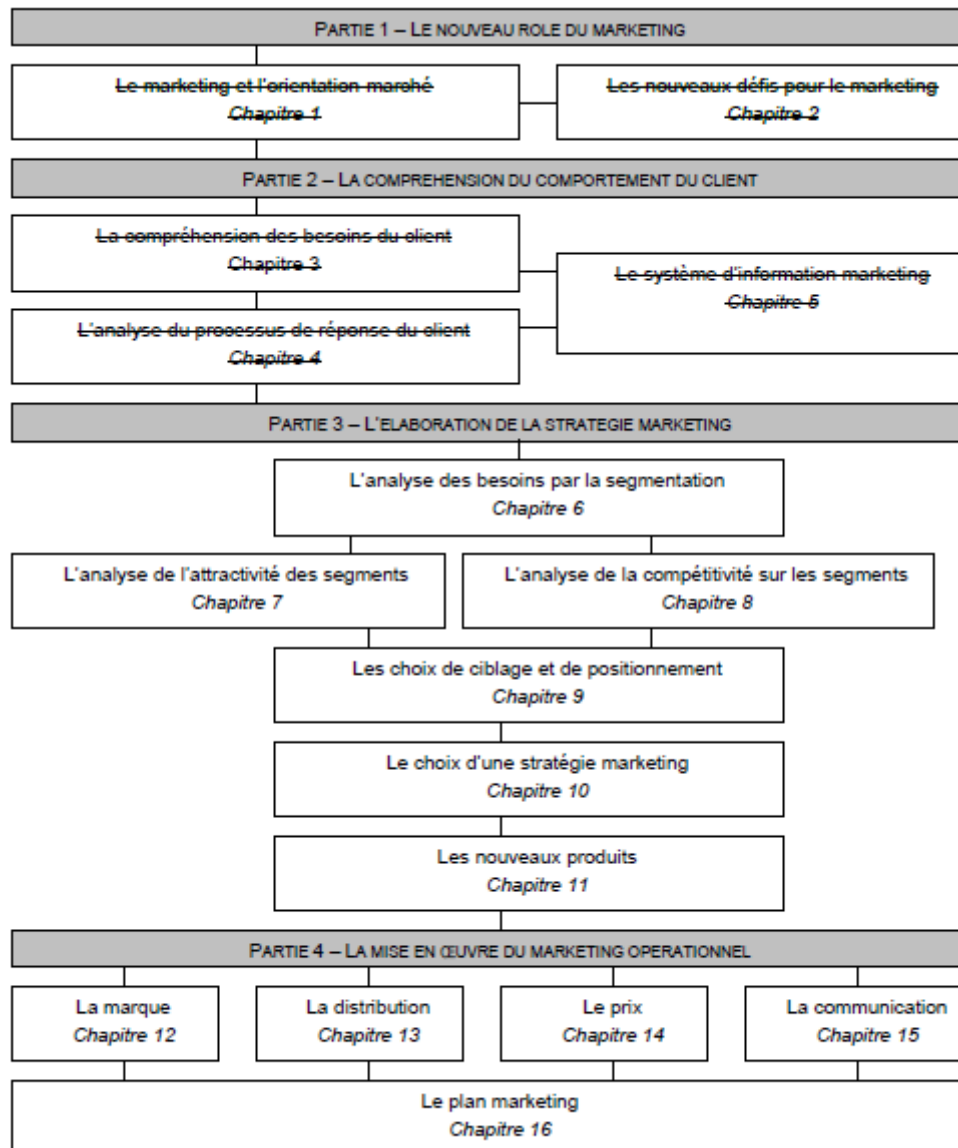 PARTIE 1 – LE NOUVEAU ROLE DU MARKETING
Le marketing et l'orientation marché
Chapitre 1
Les nouveaux défis pour le marketing
Chapitre 2
PARTIE 2 – LA COMPREHENSION DU COMPORTEMENT DU CLIENT
La compréhension des besoins du client
Chapitre 3
Le système d'information marketing
Chapitre 5
L'analyse du processus de réponse du client
Chapitre 4
PARTIE 3 – L'ELABORATION DE LA STRATEGIE MARKETING
L'analyse des besoins par la segmentation
Chapitre 6
L'analyse de l'attractivité des segments
Chapitre 7
L'analyse de la compétitivité sur les segments
Chapitre 8
Les choix de ciblage et de positionnement
Chapitre 9
Le choix d'une stratégie marketing
Chapitre 10
Les nouveaux produits
Chapitre 11
PARTIE 4 – LA MISE EN ŒUVRE DU MARKETING OPERATIONNEL
La marque
Chapitre 12
La distribution
Chapitre 13
Le prix
Chapitre 14
La communication
Chapitre 15
Le plan marketing
Chapitre 16